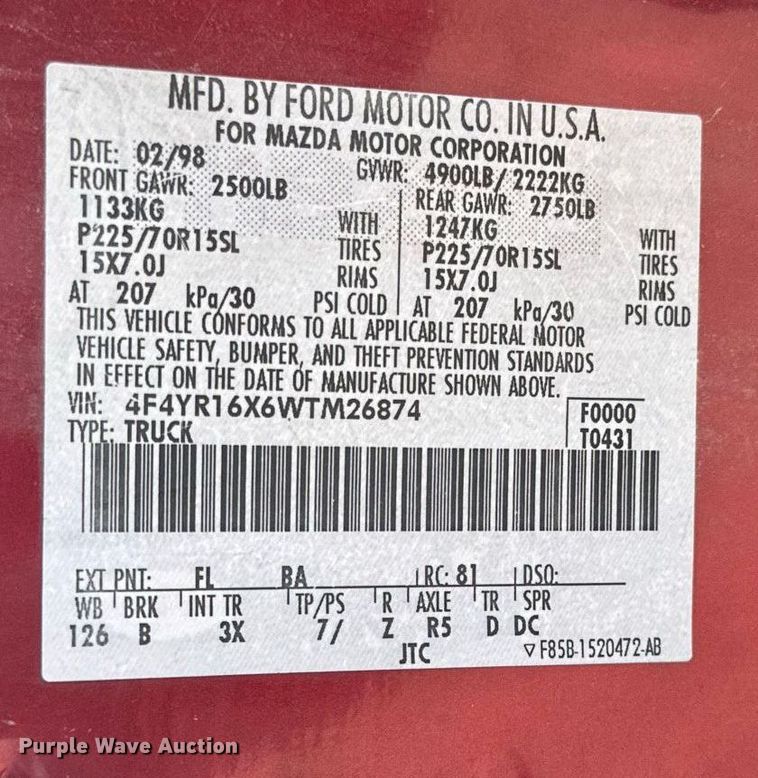 MFD. BY FORD MOTOR CO. IN U.S.A.
FOR MAZDA MOTOR CORPORATION
DATE: 02/98 GVWR: 4900LB/ 2222KG
FRONT GAWR: 2500LB REAR GAWR: 2750LB
1133KG WITH 1247KG WITH
P225/70R15SL TIRES P225/70R15SL TIRES
15X7.0J RIMS 15X7.0J RIMS
AT 207 kPa/30 PSI COLD AT 207 kPa/30 PSI COLD
THIS VEHICLE CONFORMS TO ALL APPLICABLE FEDERAL MOTOR
VEHICLE SAFETY, BUMPER, AND THEFT PREVENTION STANDARDS
IN EFFECT ON THE DATE OF MANUFACTURE SHOWN ABOVE.
VIN: 4F4YR16X6WTM26874 F0000
TYPE: TRUCK T0431
EXT PNT: FL BA RC: 81 DSO:
WB BRK INT TR TP/PS R AXLE TR SPR
126 B 3X 7/ Z R5 D DC
JTC ▽F85B-1520472-AB
Purple Wave Auction